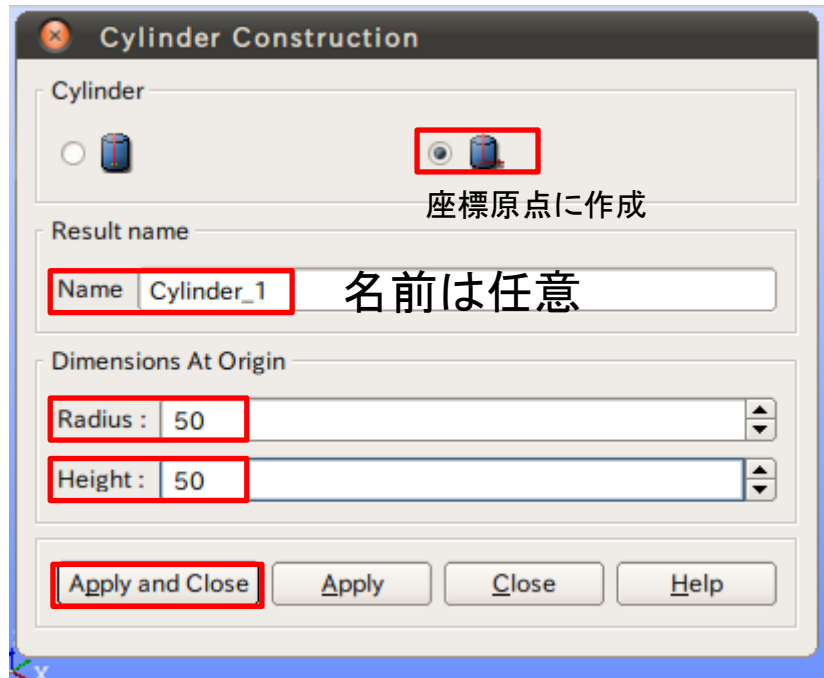 Cylinder Construction
Cylinder
座標原点に作成
Result name
Name Cylinder_1 名前は任意
Dimensions At Origin
Radius : 50
Height : 50
Apply and Close Apply Close Help
X